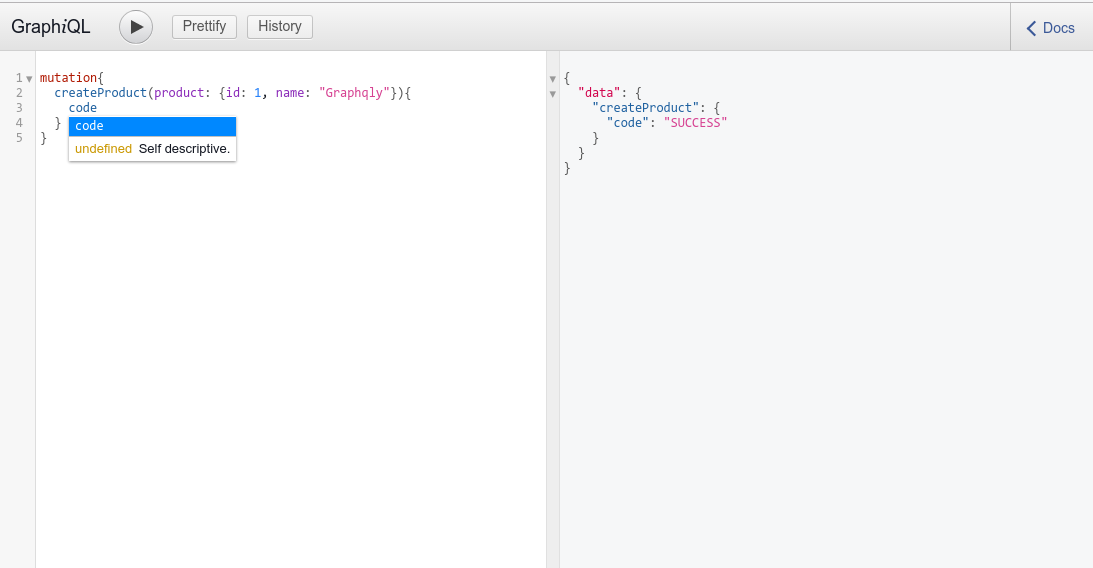 GraphiQL Prettify History Docs
1 mutation{
2 createProduct(product: {id: 1, name: "Graphqly"}){
3 code
4 }
5 }
code
undefined Self descriptive.
{
"data": {
"createProduct": {
"code": "SUCCESS"
}
}
}